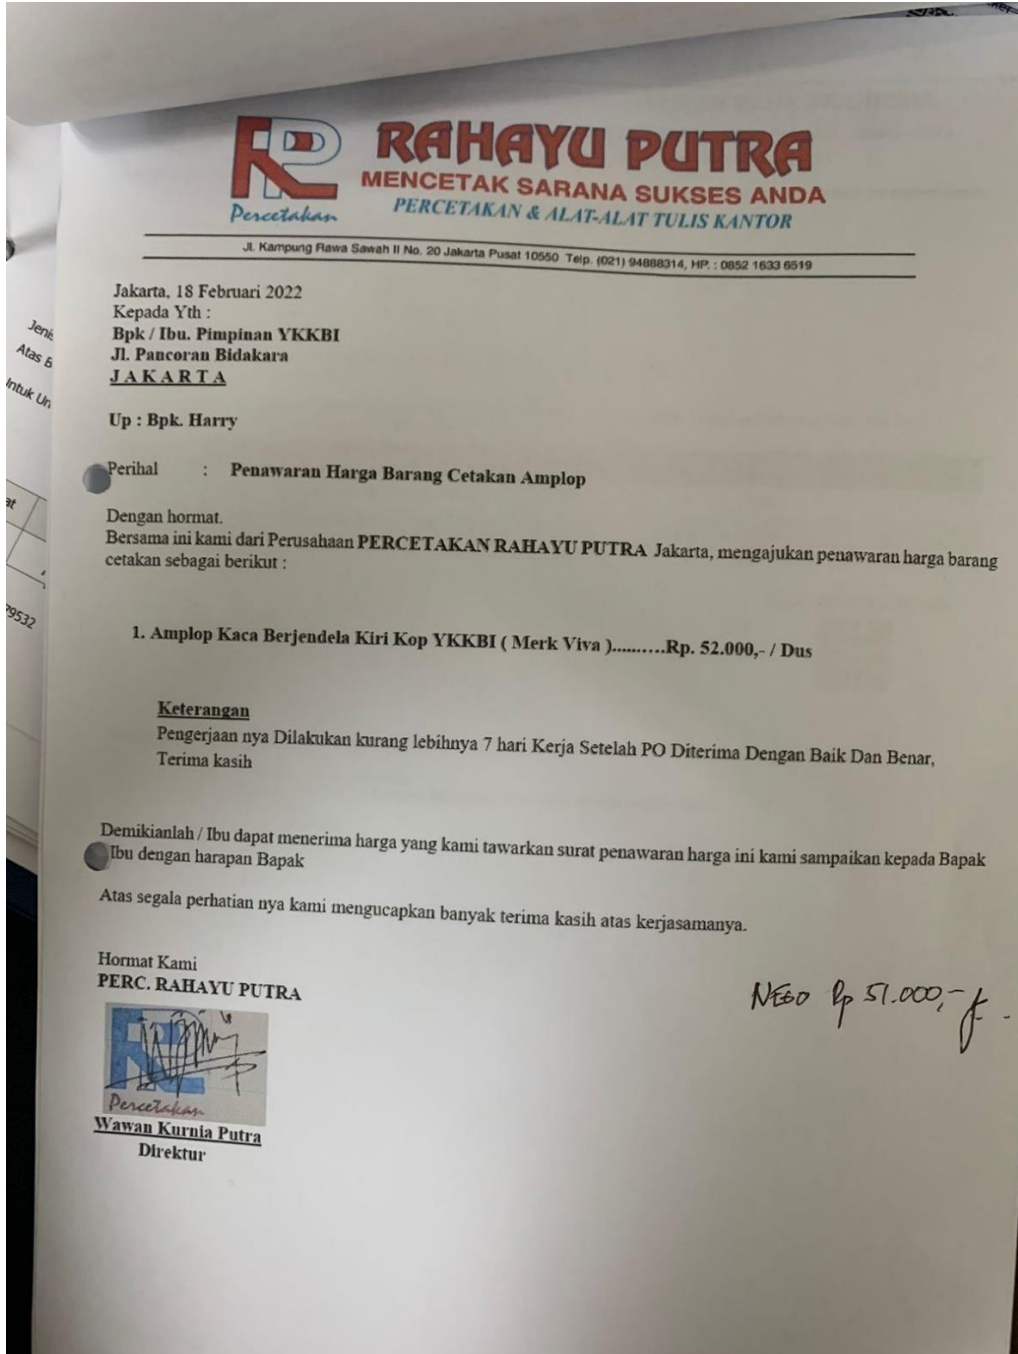 RP
Percetakan
RAHAYU PUTRA
MENCETAK SARANA SUKSES ANDA
PERCETAKAN & ALAT-ALAT TULIS KANTOR
Jl. Kampung Rawa Sawah II No. 20 Jakarta Pusat 10550 Telp. (021) 94888314, HP. : 0852 1633 6519
Jakarta, 18 Februari 2022
Kepada Yth :
Bpk / Ibu. Pimpinan YKKBI
Jl. Pancoran Bidakara
J A K A R T A
Up : Bpk. Harry
Perihal : Penawaran Harga Barang Cetakan Amplop
Dengan hormat.
Bersama ini kami dari Perusahaan PERCETAKAN RAHAYU PUTRA Jakarta, mengajukan penawaran harga barang
cetakan sebagai berikut :
1. Amplop Kaca Berjendela Kiri Kop YKKBI ( Merk Viva )..........Rp. 52.000,- / Dus
Keterangan
Pengerjaan nya Dilakukan kurang lebihnya 7 hari Kerja Setelah PO Diterima Dengan Baik Dan Benar,
Terima kasih
Demikianlah / Ibu dapat menerima harga yang kami tawarkan surat penawaran harga ini kami sampaikan kepada Bapak
Ibu dengan harapan Bapak
Atas segala perhatian nya kami mengucapkan banyak terima kasih atas kerjasamanya.
Hormat Kami
PERC. RAHAYU PUTRA
NEGO Rp 51.000,-
Percetakan
Wawan Kurnia Putra
Direktur
Atas
79532